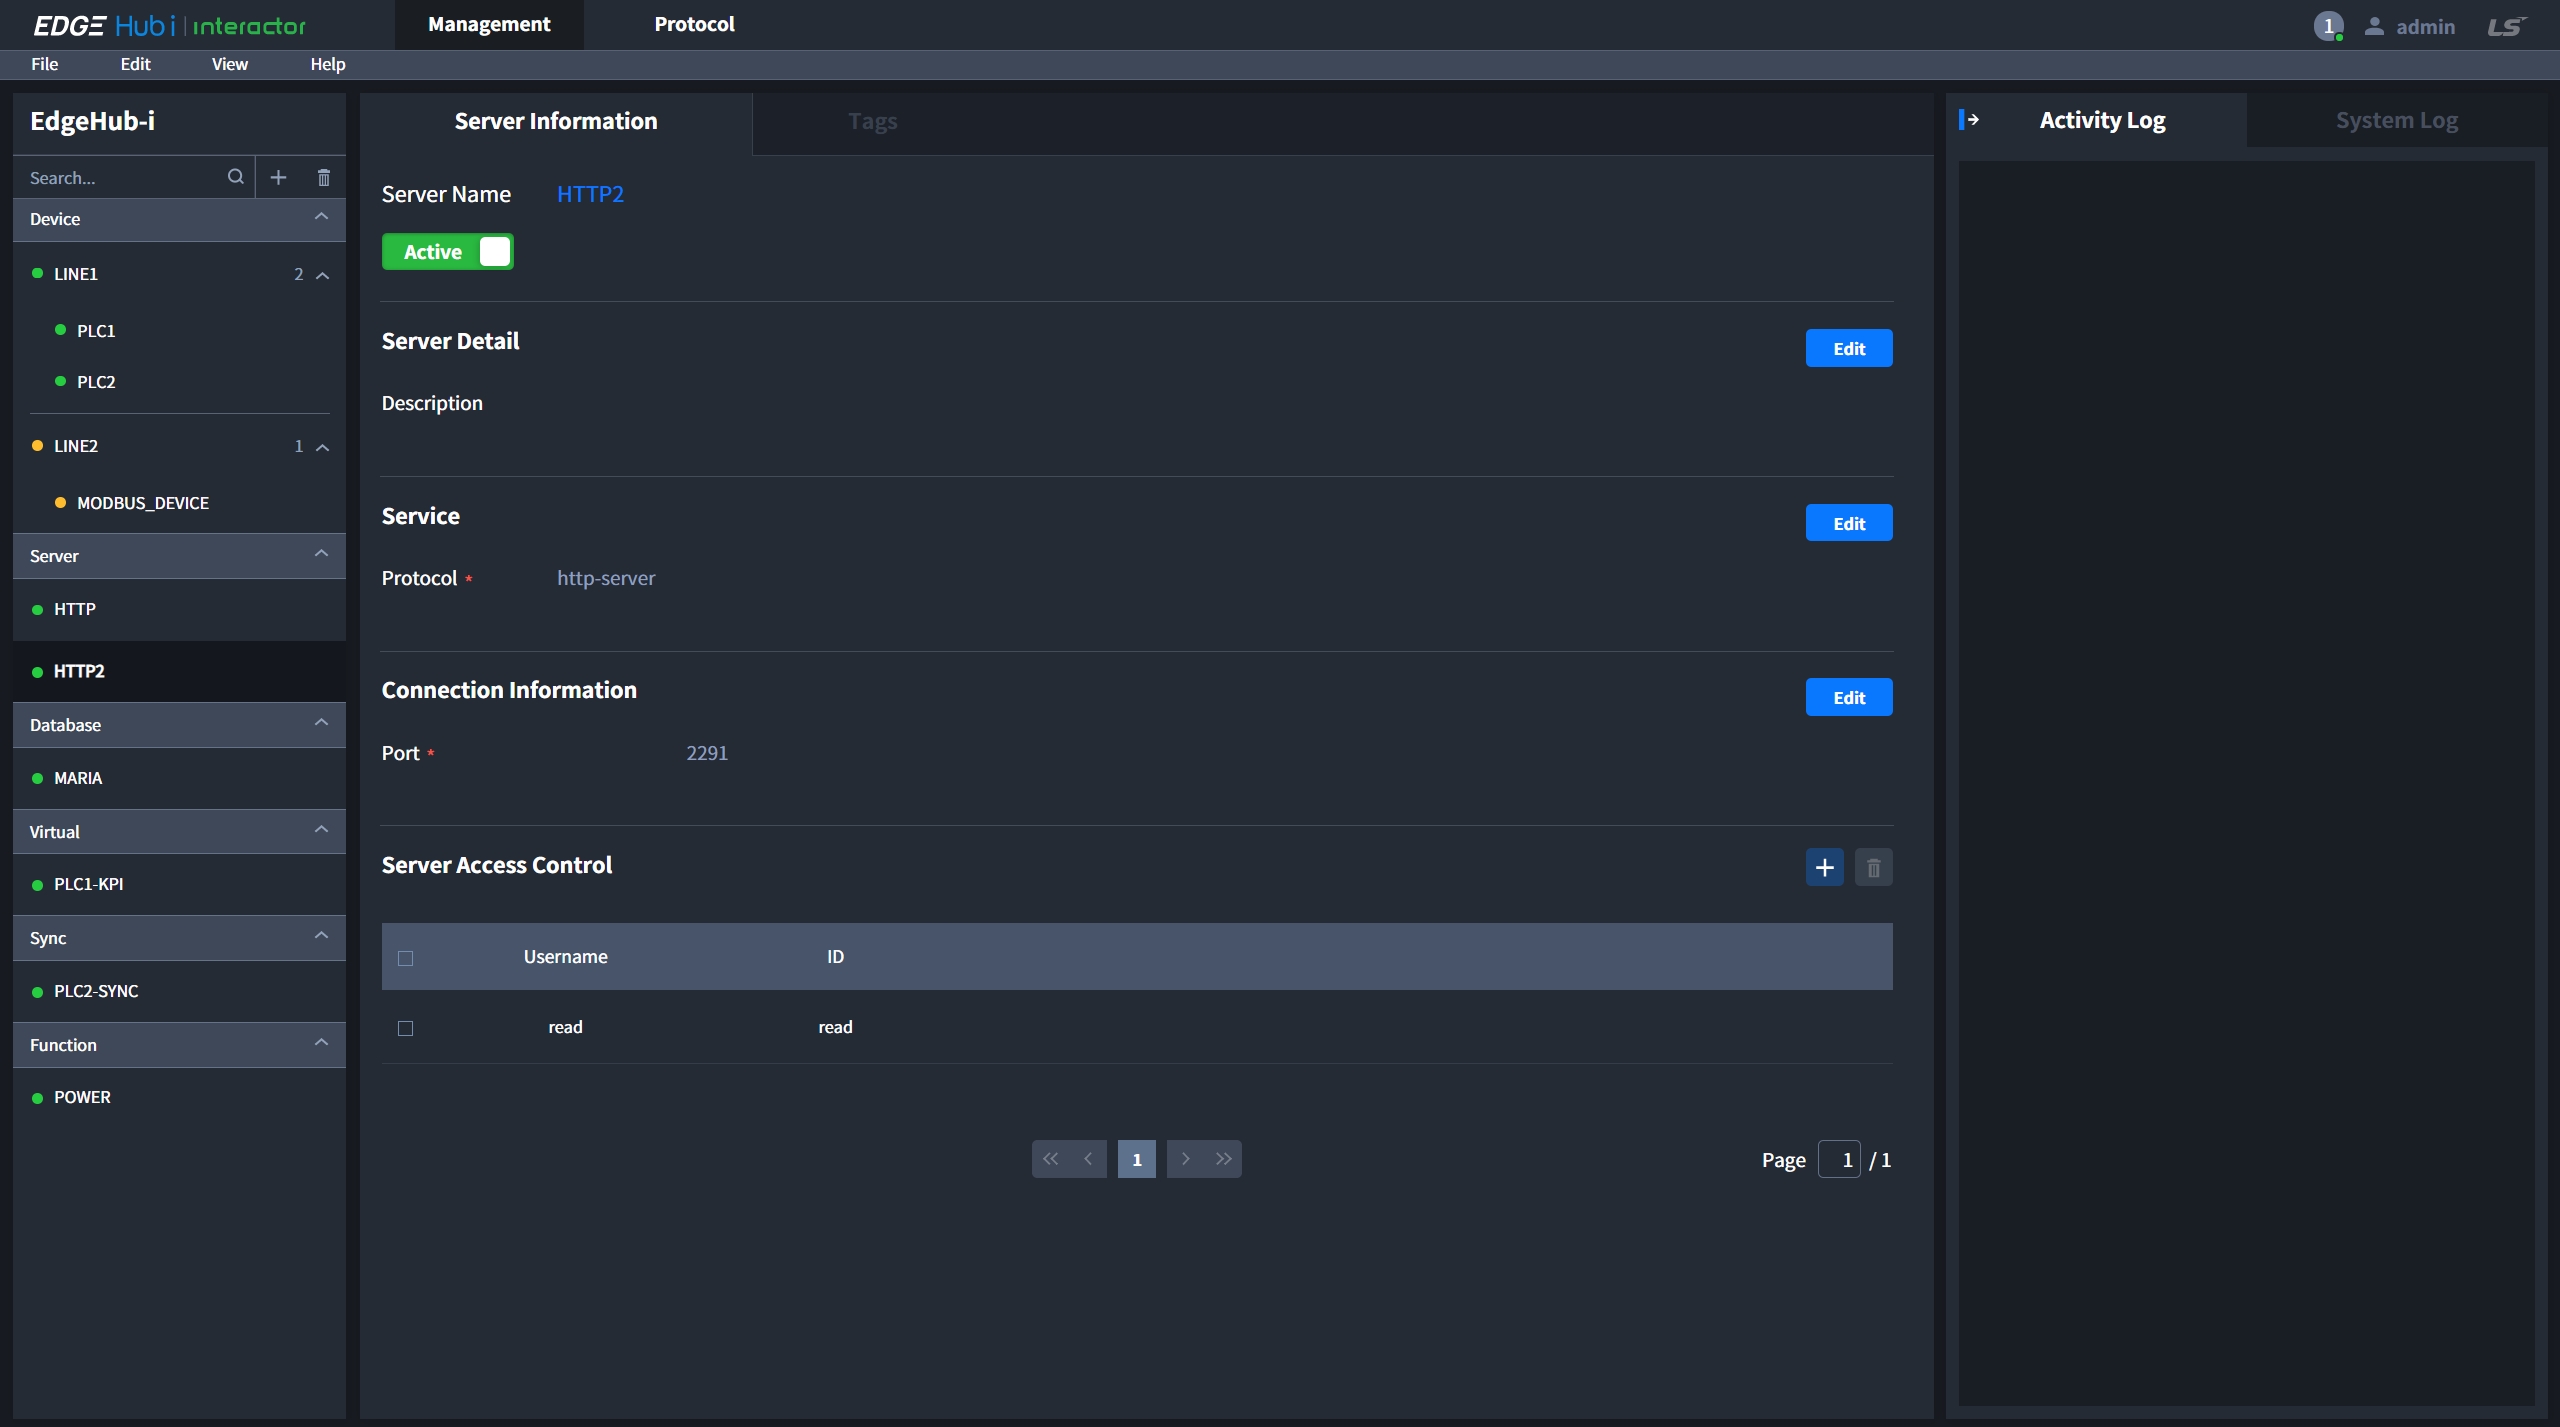 EDGE Hub i | interactor
Management
Protocol
1
admin
LS
File
Edit
View
Help
EdgeHub-i
Search...
Device
LINE1
2
PLC1
PLC2
LINE2
1
MODBUS_DEVICE
Server
HTTP
HTTP2
Database
MARIA
Virtual
PLC1-KPI
Sync
PLC2-SYNC
Function
POWER
Server Information
Tags
Server Name
HTTP2
Active
Server Detail
Edit
Description
Service
Edit
Protocol *
http-server
Connection Information
Edit
Port *
2291
Server Access Control
Username
ID
read
read
1
Page 1 / 1
Activity Log
System Log